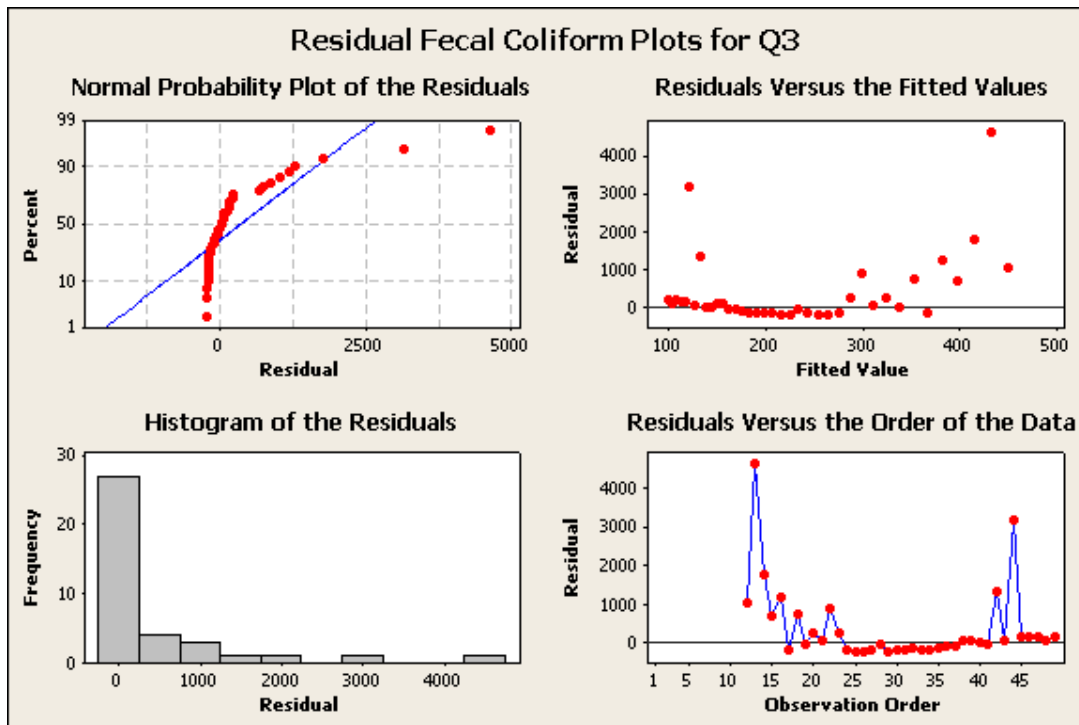 Residual Fecal Coliform Plots for Q3
Normal Probability Plot of the Residuals
99
90
50
10
1
Percent
0 2500 5000
Residual
Residuals Versus the Fitted Values
4000
3000
2000
1000
0
Residual
100 200 300 400 500
Fitted Value
Histogram of the Residuals
30
20
10
0
Frequency
0 1000 2000 3000 4000
Residual
Residuals Versus the Order of the Data
4000
3000
2000
1000
0
Residual
1 5 10 15 20 25 30 35 40 45
Observation Order